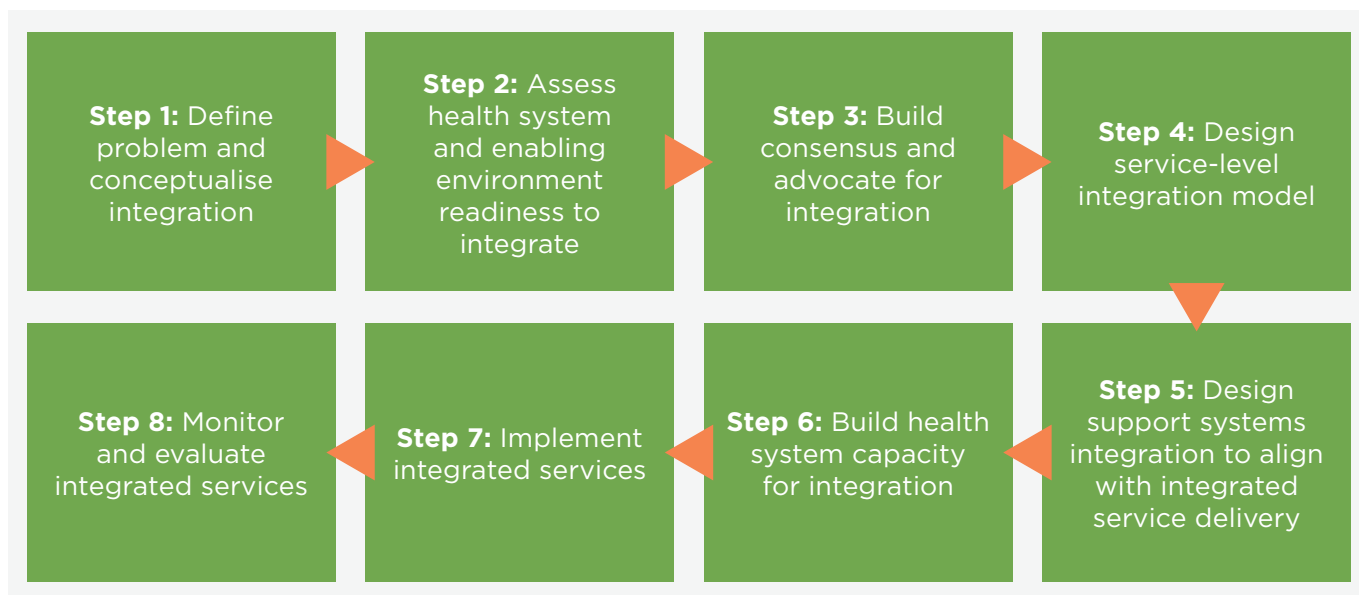 Step 1: Define
problem and
conceptualise
integration
Step 2: Assess
health system
and enabling
environment
readiness to
integrate
Step 3: Build
consensus and
advocate for
integration
Step 4: Design
service-level
integration model
Step 5: Design
support systems
integration to align
with integrated
service delivery
Step 6: Build health
system capacity
for integration
Step 7: Implement
integrated services
Step 8: Monitor
and evaluate
integrated services